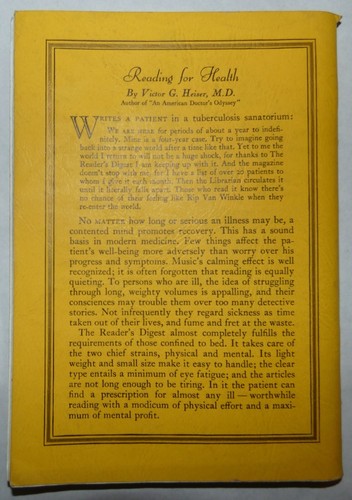 Reading for Health
By Victor G. Heiser, M.D.
Author of "An American Doctor's Odyssey"
WRITES A PATIENT in a tuberculosis sanatorium:
We are here for periods of about a year to indefi-
nitely. Mine is a four-year case. Try to imagine going
back into a strange world after a time like that. Yet to me the
world I return to will not be a huge shock, for thanks to The
Reader's Digest I am keeping up with it. And the magazine
doesn't stop with me, for I have a list of over 20 patients to
whom I give it each month. Then the Librarian circulates it
until it literally falls apart. Those who read it know there's
no chance of their feeling like Rip Van Winkle when they
re-enter the world.
No matter how long or serious an illness may be, a
contented mind promotes recovery. This has a sound
basis in modern medicine. Few things affect the pa-
tient's well-being more adversely than worry over his
progress and symptoms. Music's calming effect is well
recognized; it is often forgotten that reading is equally
quieting. To persons who are ill, the idea of struggling
through long, weighty volumes is appalling, and their
consciences may trouble them over too many detective
stories. Not infrequently they regard sickness as time
taken out of their lives, and fume and fret at the waste.
The Reader's Digest almost completely fulfills the
requirements of those confined to bed. It takes care of
the two chief strains, physical and mental. Its light
weight and small size make it easy to handle; the clear
type entails a minimum of eye fatigue; and the articles
are not long enough to be tiring. In it the patient can
find a prescription for almost any ill — worthwhile
reading with a modicum of physical effort and a maxi-
mum of mental profit.